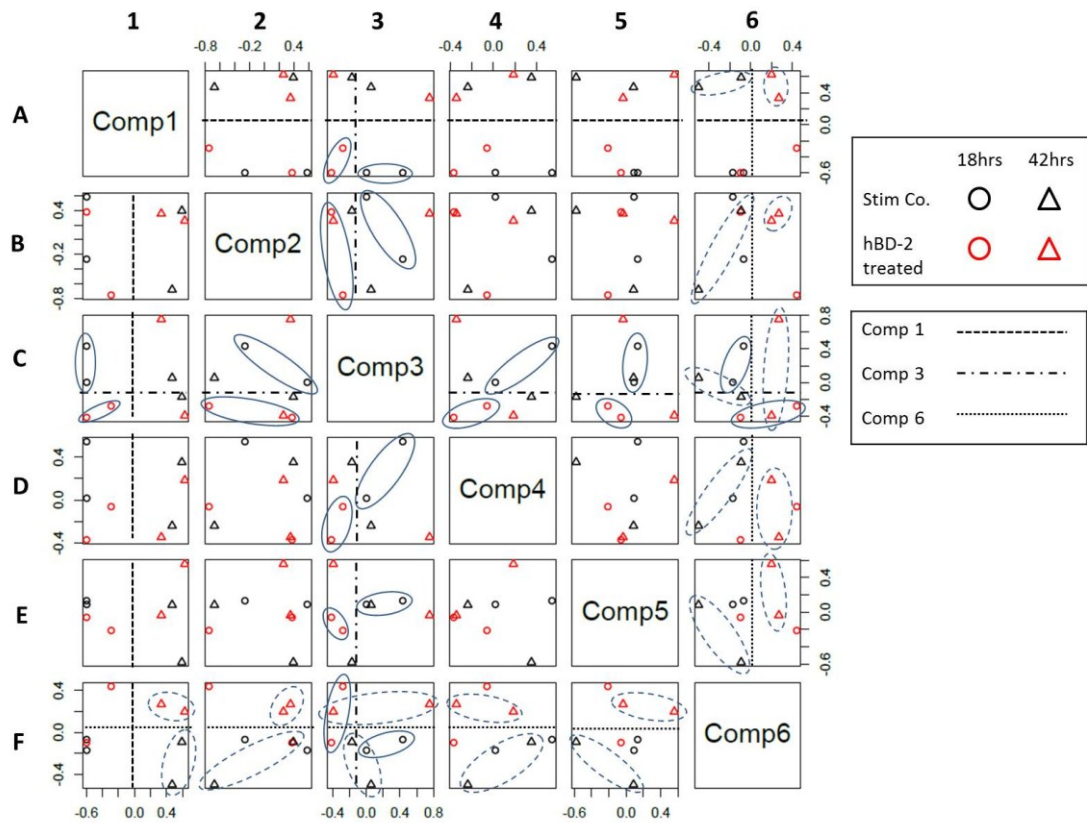 1 2 3 4 5 6
-0.8 -0.2 0.4 -0.4 0.0 0.4 -0.4 0.0 0.4
A Comp1 -0.6 0.0 0.4
B -0.8 -0.2 0.4 Comp2
C Comp3 -0.4 0.0 0.4 0.8
D -0.4 0.0 0.4 Comp4
E Comp5 -0.6 0.0 0.4
F -0.4 0.0 0.4 Comp6
-0.6 0.0 0.4 -0.4 0.0 0.4 0.8 -0.6 0.0 0.4
18hrs 42hrs
Stim Co.
hBD-2
treated
Comp 1
Comp 3
Comp 6